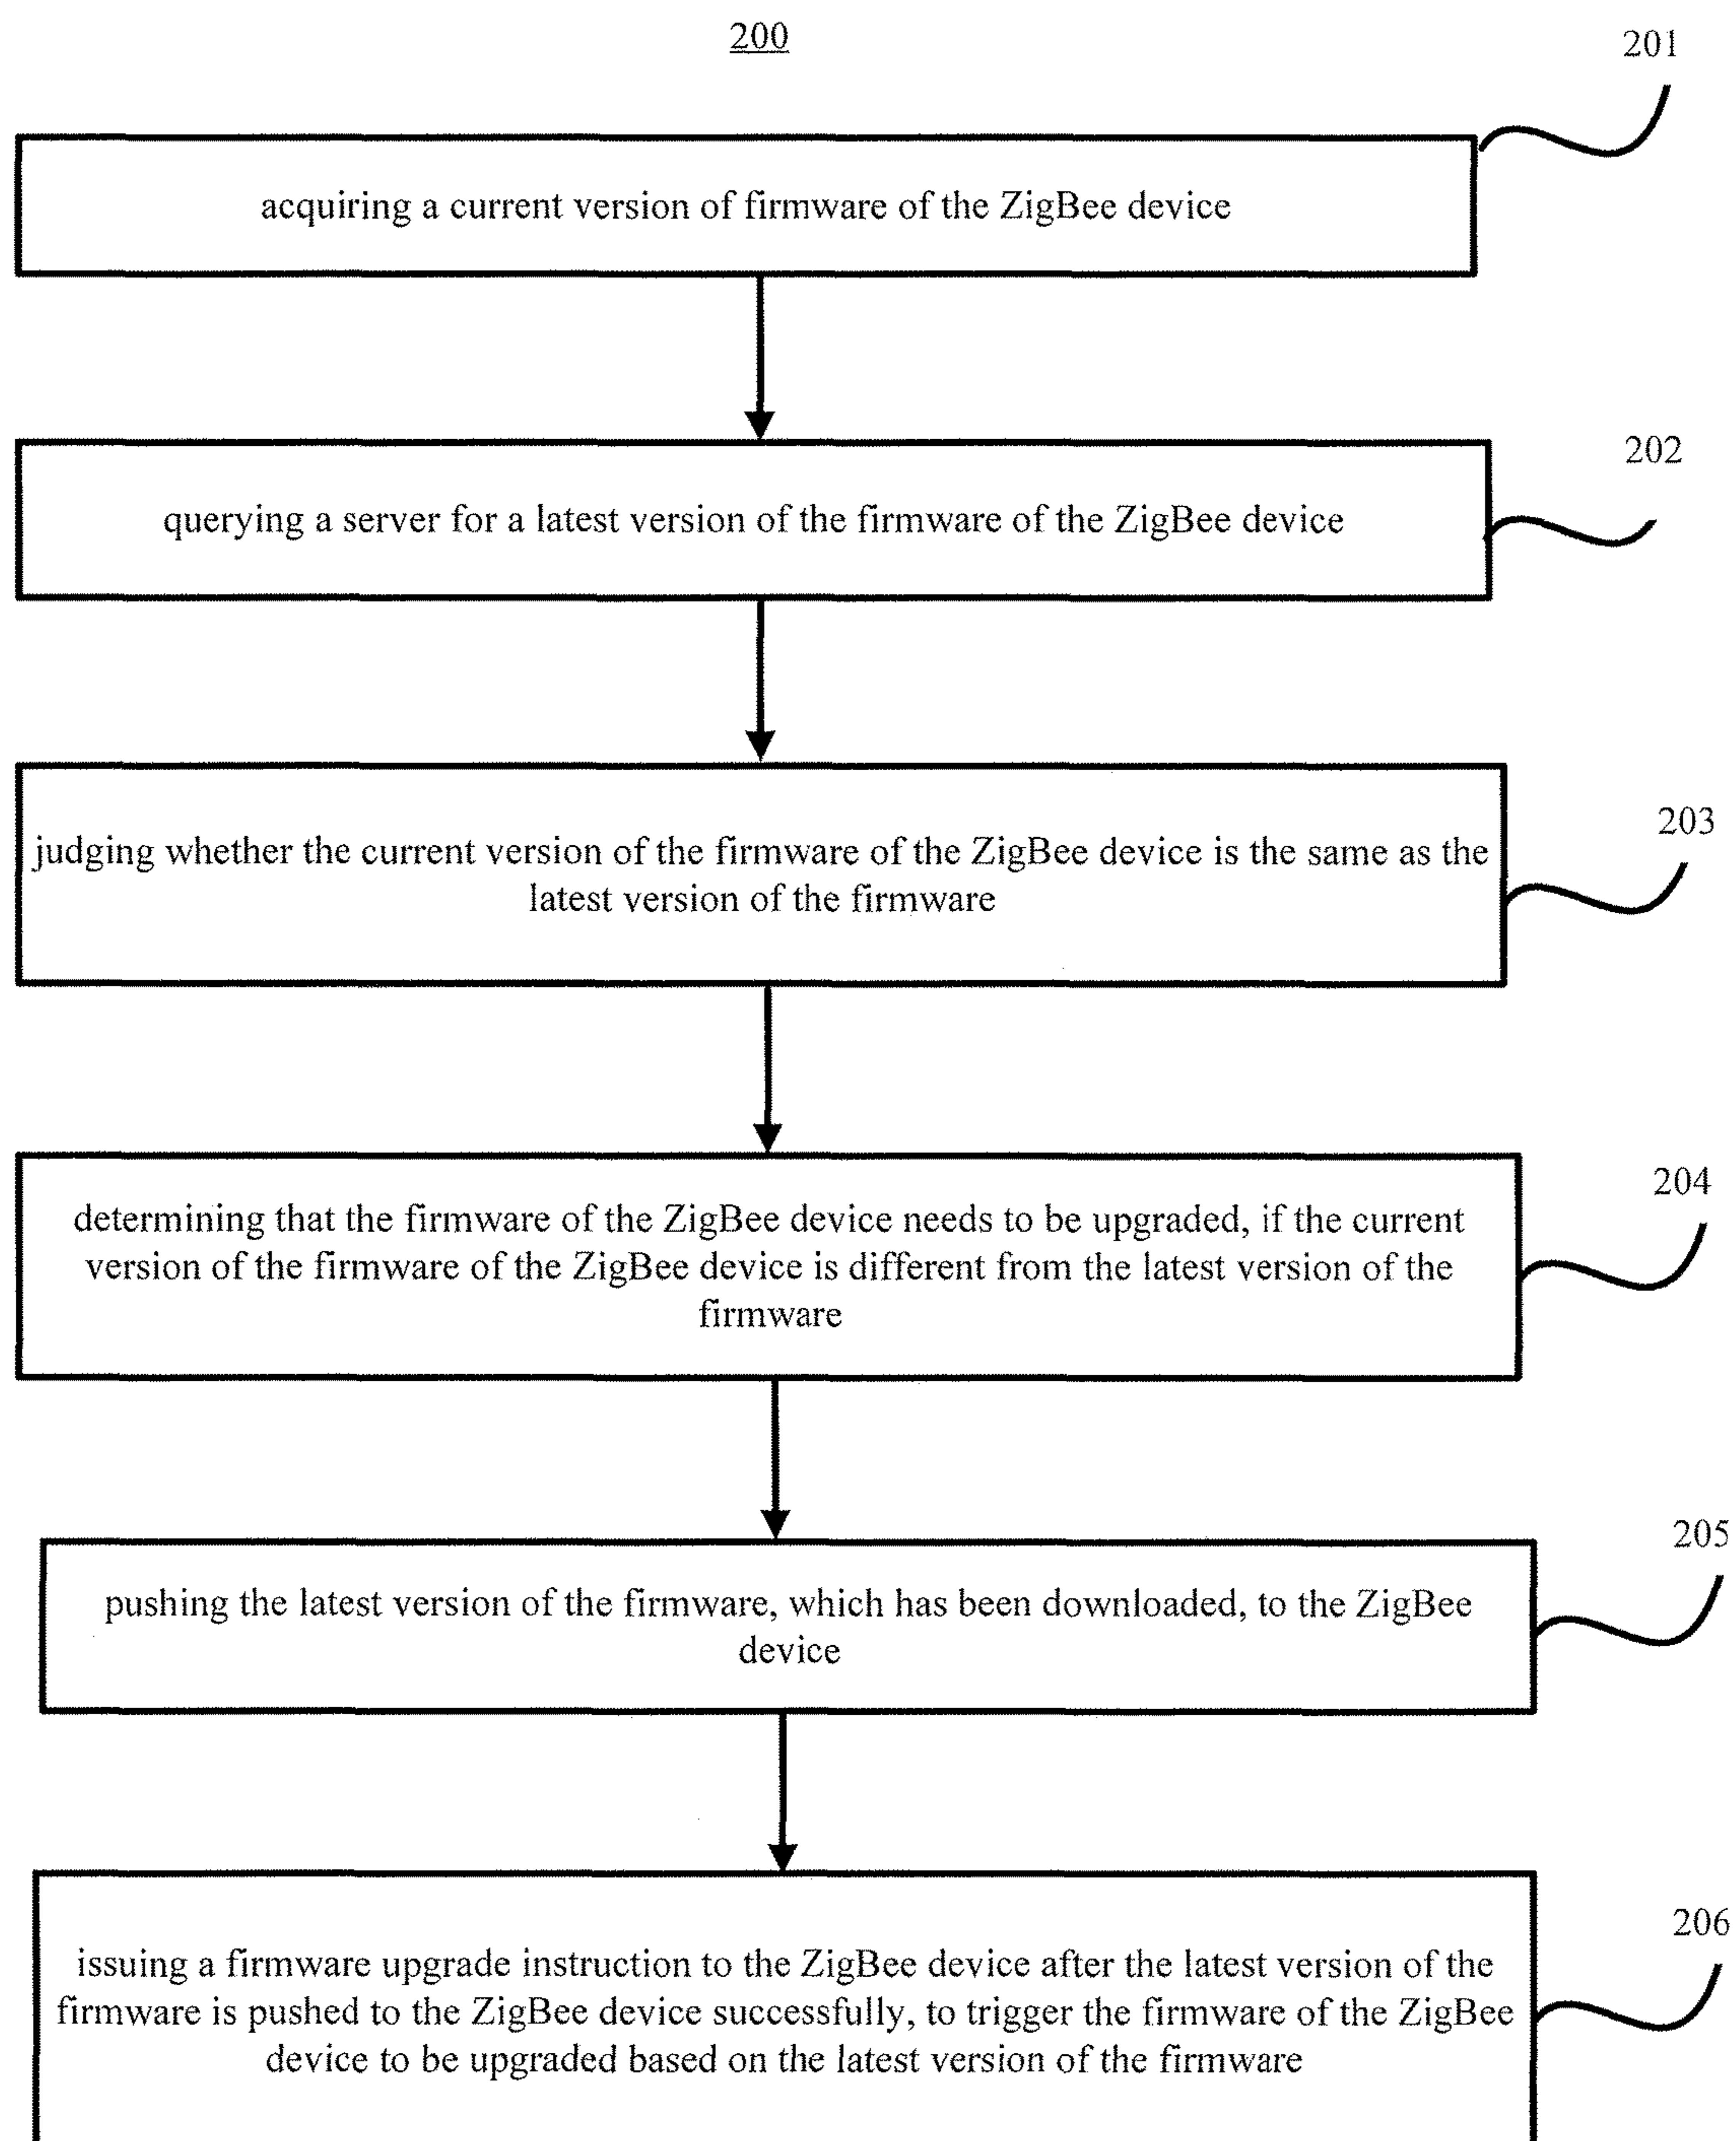 200
201
acquiring a current version of firmware of the ZigBee device
202
querying a server for a latest version of the firmware of the ZigBee device
203
judging whether the current version of the firmware of the ZigBee device is the same as the
latest version of the firmware
204
determining that the firmware of the ZigBee device needs to be upgraded, if the current
version of the firmware of the ZigBee device is different from the latest version of the
firmware
205
pushing the latest version of the firmware, which has been downloaded, to the ZigBee
device
206
issuing a firmware upgrade instruction to the ZigBee device after the latest version of the
firmware is pushed to the ZigBee device successfully, to trigger the firmware of the ZigBee
device to be upgraded based on the latest version of the firmware